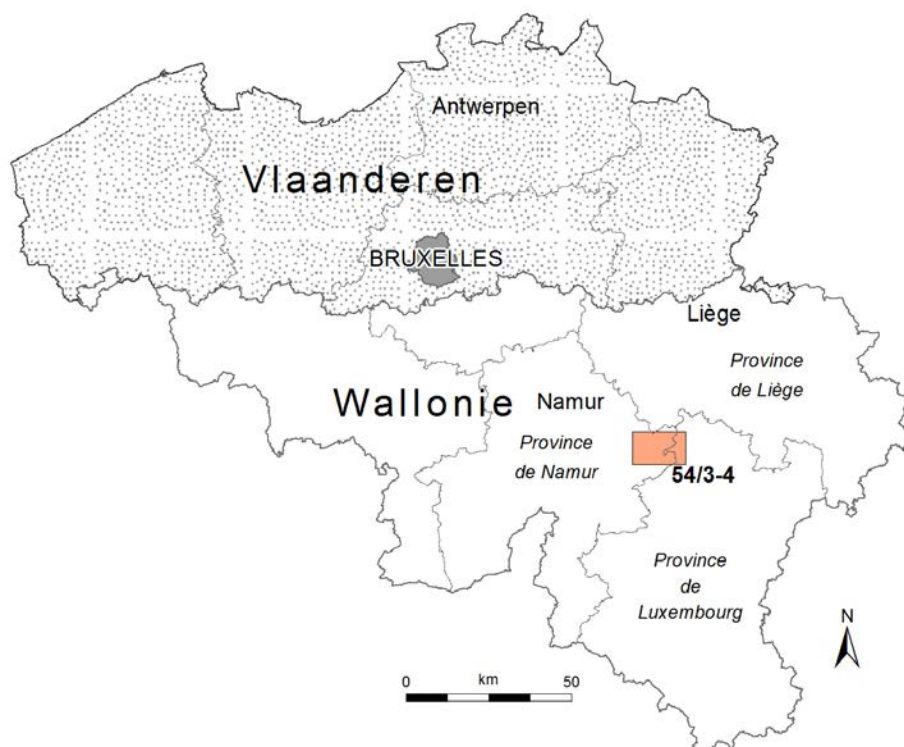 Antwerpen
Vlaanderen
BRUXELLES
Liège
Province
de Liège
Wallonie
Namur
Province
de Namur
54/3-4
Province
de
Luxembourg
N
km
0
50